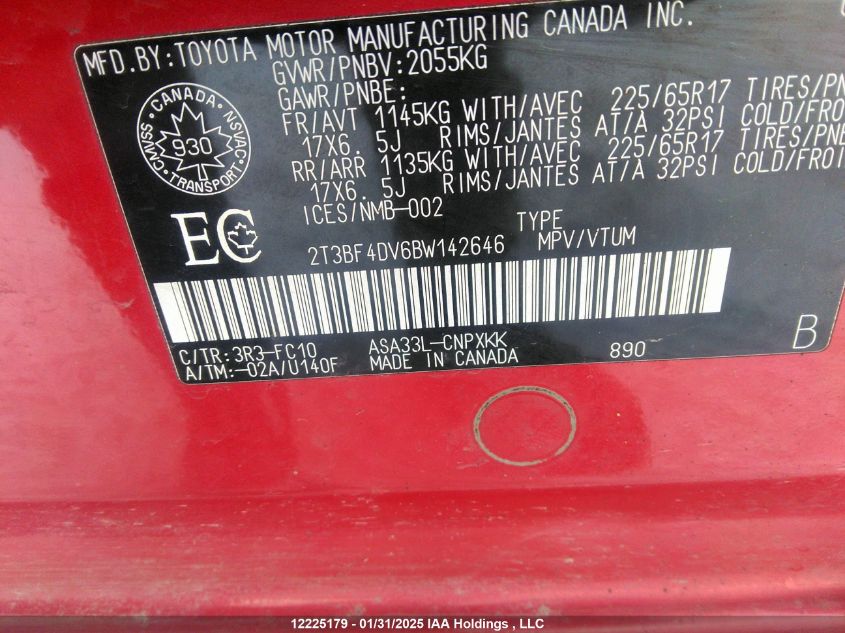 MFD.BY:TOYOTA MOTOR MANUFACTURING CANADA INC.
GVWR/PNBV:2055KG
GAWR/PNBE:
FR/AVT 1145KG WITH/AVEC 225/65R17 TIRES/PN
17X6. 5J RIMS/JANTES AT/À 32PSI COLD/FRO
RR/ARR 1135KG WITH/AVEC 225/65R17 TIRES/PNE
17X6. 5J RIMS/JANTES AT/À 32PSI COLD/FROI
ICES/NMB-002
CANADA
CMVSS 930 NSVAC
TRANSPORT
EC
TYPE
2T3BF4DV6BW142646 MPV/VTUM
C/TR:3R3-FC10 ASA33L-CNPXKK 890 B
A/TM:-02A/U140F MADE IN CANADA
12225179 - 01/31/2025 IAA Holdings , LLC